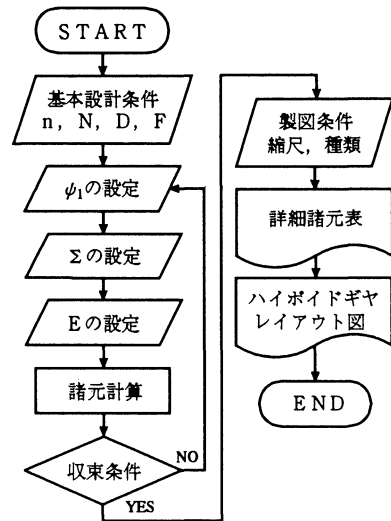 START
基本設計条件
n, N, D, F
ψ1の設定
Σの設定
Eの設定
諸元計算
収束条件
NO
YES
製図条件
縮尺, 種類
詳細諸元表
ハイポイドギヤ
レイアウト図
END